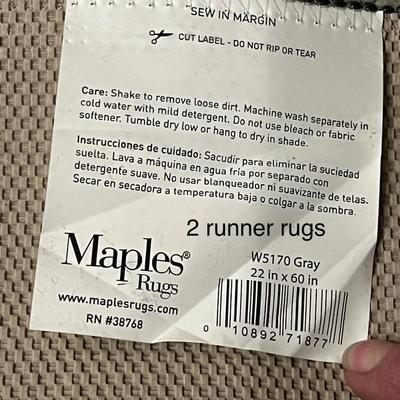 SEW IN MARGIN
CUT LABEL - DO NOT RIP OR TEAR
Care: Shake to remove loose dirt. Machine wash separately in
cold water with mild detergent. Do not use bleach or fabric
softener. Tumble dry low or hang to dry in shade.
Instrucciones de cuidado: Sacudir para eliminar la suciedad
suelta. Lava a máquina en agua fría por separado con
detergente suave. No usar blanqueador ni suavizante de telas.
Secar en secadora a temperatura baja o colgar a la sombra.
2 runner rugs
Maples®
Rugs
www.maplesrugs.com
RN #38768
W5170 Gray
22 in x 60 in
0 10892 71877